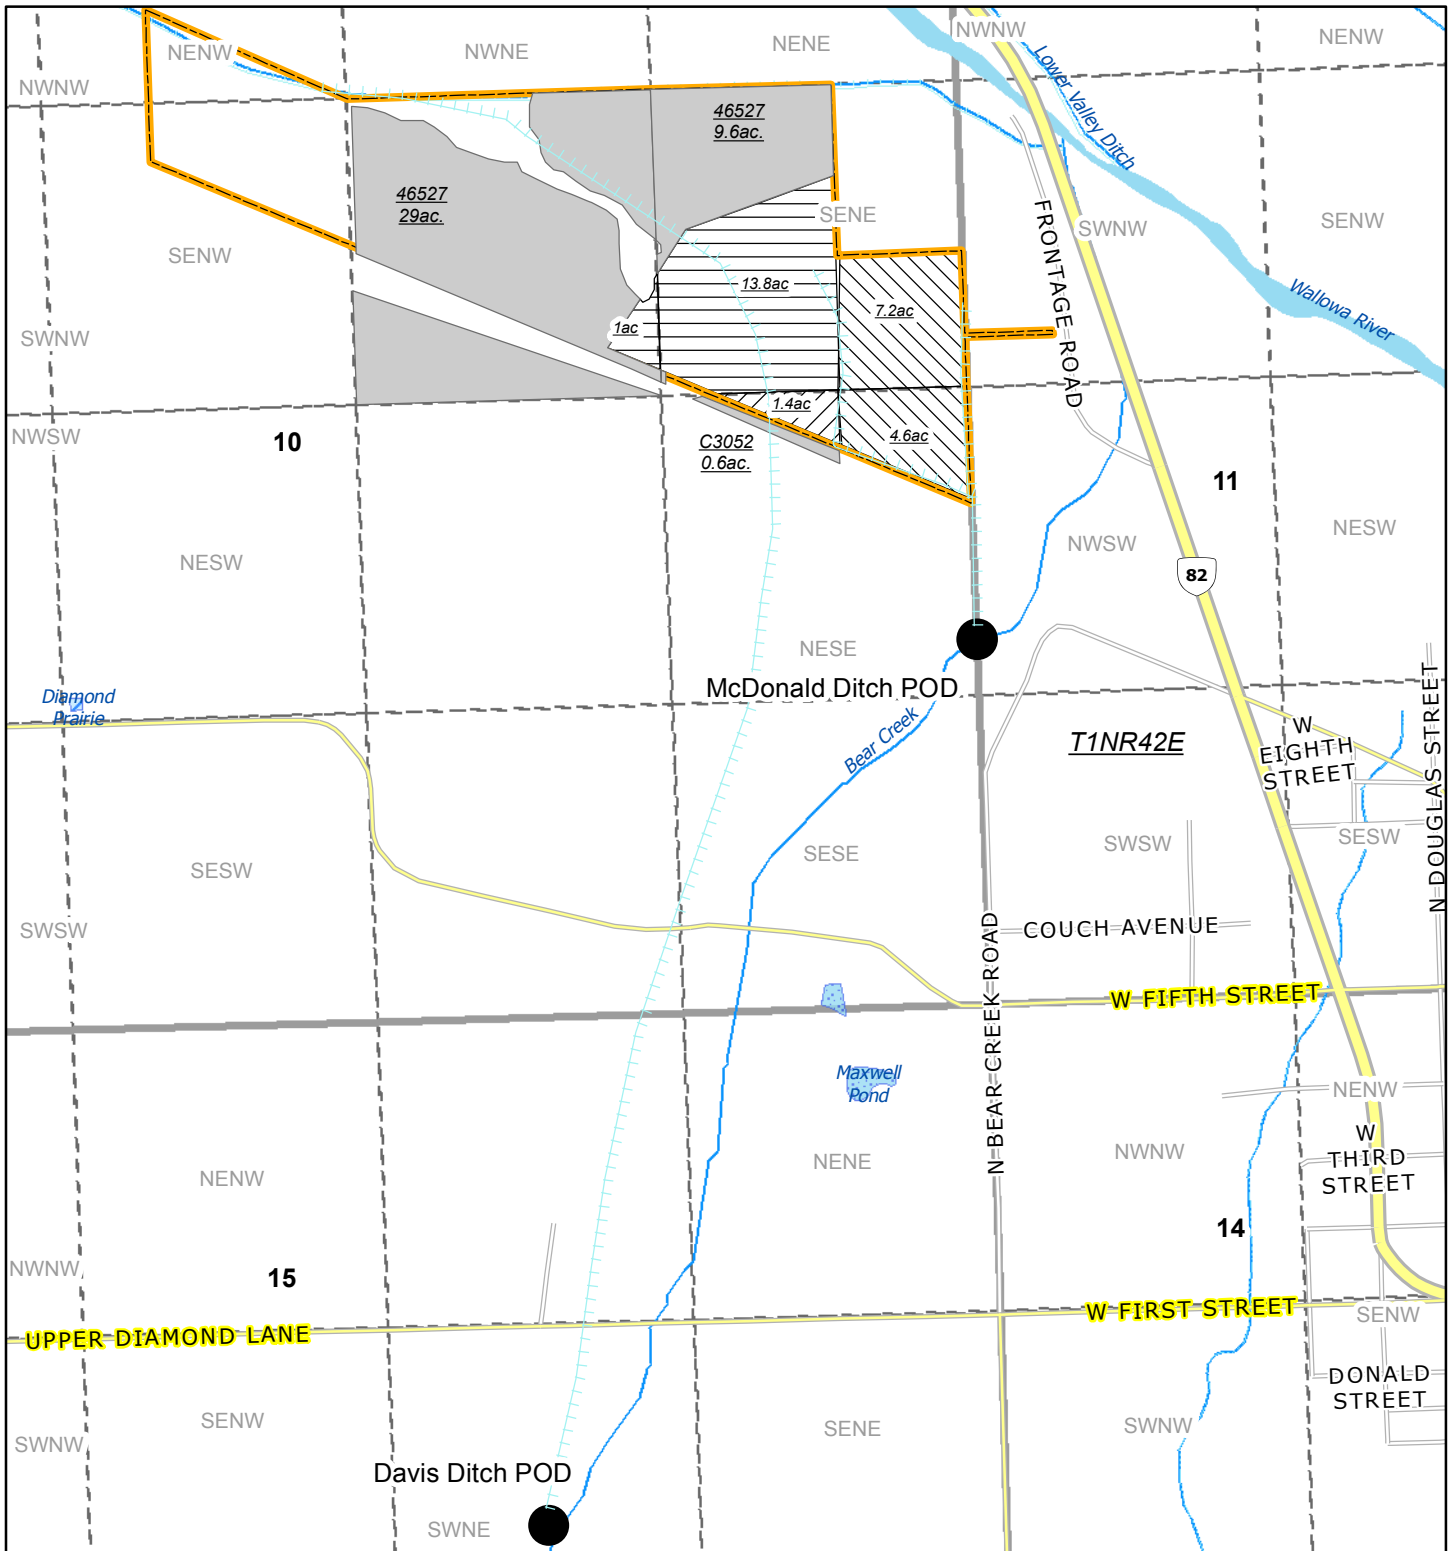 NWNW
NENW
NWNE
NENE
NWNW
NENW
Lower Valley Ditch
46527
9.6ac.
46527
29ac.
SENE
SWNW
SENW
FRONTAGE ROAD
SENW
13.8ac
7.2ac
Wallowa River
1ac
SWNW
1.4ac
4.6ac
NWSW
10
C3052
0.6ac.
11
NESW
NWSW
NESW
82
NESE
McDonald Ditch POD
Diamond
Prairie
Bear Creek
T1NR42E
W
EIGHTH
STREET
N DOUGLAS STREET
SESW
SESE
SWSW
SESW
SWSW
COUCH AVENUE
N BEAR CREEK ROAD
W FIFTH STREET
Maxwell
Pond
NENW
W
THIRD
STREET
NENW
NENE
NWNW
14
NWNW
15
UPPER DIAMOND LANE
W FIRST STREET
SENW
DONALD
STREET
SWNW
SENW
SENE
SWNW
Davis Ditch POD
SWNE